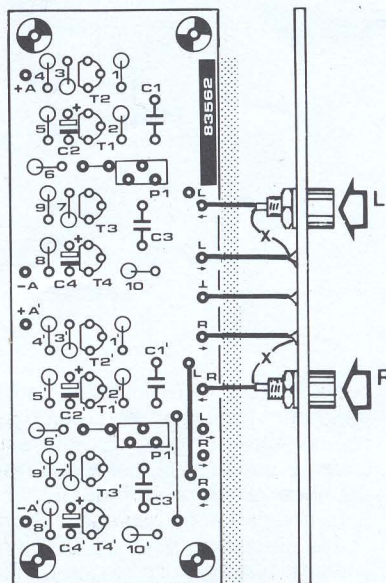 4 3 1
+A T2
C1
+ 5 2
C2 T1
83562
6
P1
L
L
9 7
T3
C3
X
+
8
-A C4 T4 10
L
⊥
+A'
4' 3' 1'
T2'
R
X
C1'
+
5' 2'
C2' T1'
L R
R
6'
P1'
L
R
9' 7'
T3'
C3'
R
-A' +
8'
C4' T4' 10'